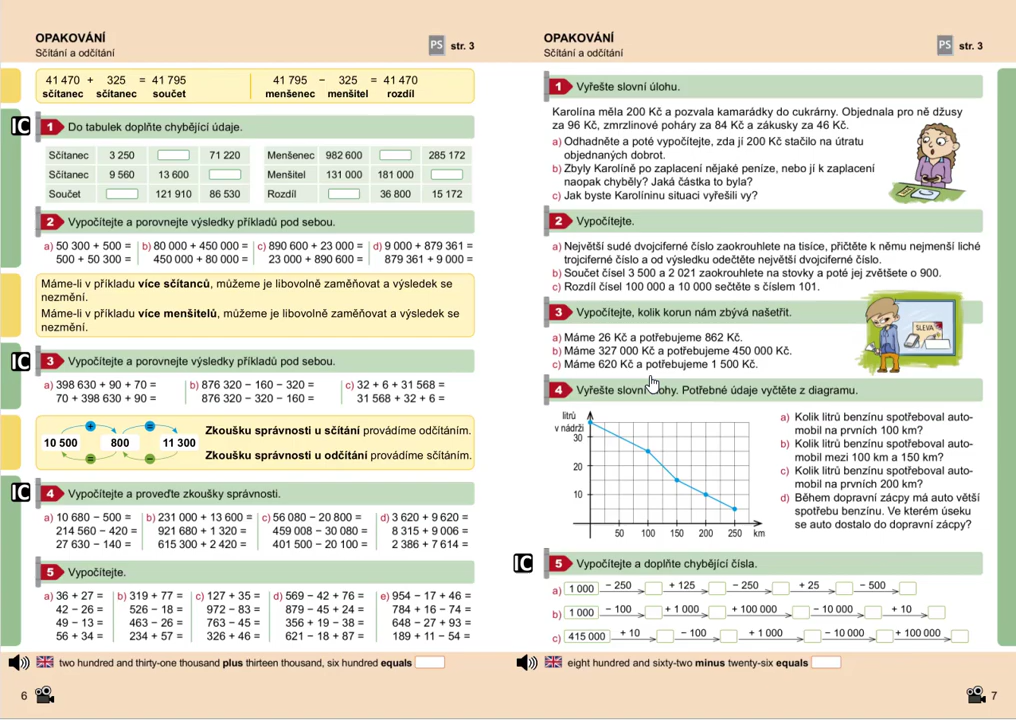 OPAKOVÁNÍ
Sčítání a odčítání
PS str. 3
41 470 + 325 = 41 795
sčítanec sčítanec součet
41 795 − 325 = 41 470
menšenec menšitel rozdíl
IC
1 Do tabulek doplňte chybějící údaje.
Sčítanec 3 250 71 220
Sčítanec 9 560 13 600
Součet 121 910 86 530
Menšenec 982 600 285 172
Menšitel 131 000 181 000
Rozdíl 36 800 15 172
2 Vypočítejte a porovnejte výsledky příkladů pod sebou.
a) 50 300 + 500 = b) 80 000 + 450 000 = c) 890 600 + 23 000 = d) 9 000 + 879 361 =
500 + 50 300 = 450 000 + 80 000 = 23 000 + 890 600 = 879 361 + 9 000 =
Máme-li v příkladu více sčítanců, můžeme je libovolně zaměňovat a výsledek se
nezmění.
Máme-li v příkladu více menšitelů, můžeme je libovolně zaměňovat a výsledek se
nezmění.
IC
3 Vypočítejte a porovnejte výsledky příkladů pod sebou.
a) 398 630 + 90 + 70 = b) 876 320 − 160 − 320 = c) 32 + 6 + 31 568 =
70 + 398 630 + 90 = 876 320 − 320 − 160 = 31 568 + 32 + 6 =
+ =
10 500 800 11 300
= −
Zkoušku správnosti u sčítání provádíme odčítáním.
Zkoušku správnosti u odčítání provádíme sčítáním.
IC
4 Vypočítejte a proveďte zkoušky správnosti.
a) 10 680 − 500 = b) 231 000 + 13 600 = c) 56 080 − 20 800 = d) 3 620 + 9 620 =
214 560 − 420 = 921 680 + 1 320 = 459 008 − 30 080 = 8 315 + 9 006 =
27 630 − 140 = 615 300 + 2 420 = 401 500 − 20 100 = 2 386 + 7 614 =
5 Vypočítejte.
a) 36 + 27 = b) 319 + 77 = c) 127 + 35 = d) 569 − 42 + 76 = e) 954 − 17 + 46 =
42 − 26 = 526 − 18 = 972 − 83 = 879 − 45 + 24 = 784 + 16 − 74 =
49 − 13 = 463 − 26 = 763 − 45 = 356 + 19 − 38 = 648 − 27 + 93 =
56 + 34 = 234 + 57 = 326 + 46 = 621 − 18 + 87 = 189 + 11 − 54 =
two hundred and thirty-one thousand plus thirteen thousand, six hundred equals
6
OPAKOVÁNÍ
Sčítání a odčítání
PS str. 3
1 Vyřešte slovní úlohu.
Karolína měla 200 Kč a pozvala kamarádky do cukrárny. Objednala pro ně džusy
za 96 Kč, zmrzlinové poháry za 84 Kč a zákusky za 46 Kč.
a) Odhadněte a poté vypočítejte, zda jí 200 Kč stačilo na útratu
objednaných dobrot.
b) Zbyly Karolíně po zaplacení nějaké peníze, nebo jí k zaplacení
naopak chyběly? Jaká částka to byla?
c) Jak byste Karolíninu situaci vyřešili vy?
2 Vypočítejte.
a) Největší sudé dvojciferné číslo zaokrouhlete na tisíce, přičtěte k němu nejmenší liché
trojciferné číslo a od výsledku odečtěte největší dvojciferné číslo.
b) Součet čísel 3 500 a 2 021 zaokrouhlete na stovky a poté jej zvětšete o 900.
c) Rozdíl čísel 100 000 a 10 000 sečtěte s číslem 101.
3 Vypočítejte, kolik korun nám zbývá našetřit.
a) Máme 26 Kč a potřebujeme 862 Kč.
b) Máme 327 000 Kč a potřebujeme 450 000 Kč.
c) Máme 620 Kč a potřebujeme 1 500 Kč.
SLEVA
4 Vyřešte slovní úlohy. Potřebné údaje vyčtěte z diagramu.
litrů
v nádrži
30
20
10
50 100 150 200 250 km
a) Kolik litrů benzínu spotřeboval auto-
mobil na prvních 100 km?
b) Kolik litrů benzínu spotřeboval auto-
mobil mezi 100 km a 150 km?
c) Kolik litrů benzínu spotřeboval auto-
mobil na prvních 200 km?
d) Během dopravní zácpy má auto větší
spotřebu benzínu. Ve kterém úseku
se auto dostalo do dopravní zácpy?
IC
5 Vypočítejte a doplňte chybějící čísla.
a) 1 000 − 250 + 125 − 250 + 25 − 500
b) 1 000 − 100 + 1 000 + 100 000 − 10 000 + 10
c) 415 000 + 10 − 100 + 1 000 − 10 000 + 100 000
eight hundred and sixty-two minus twenty-six equals
7